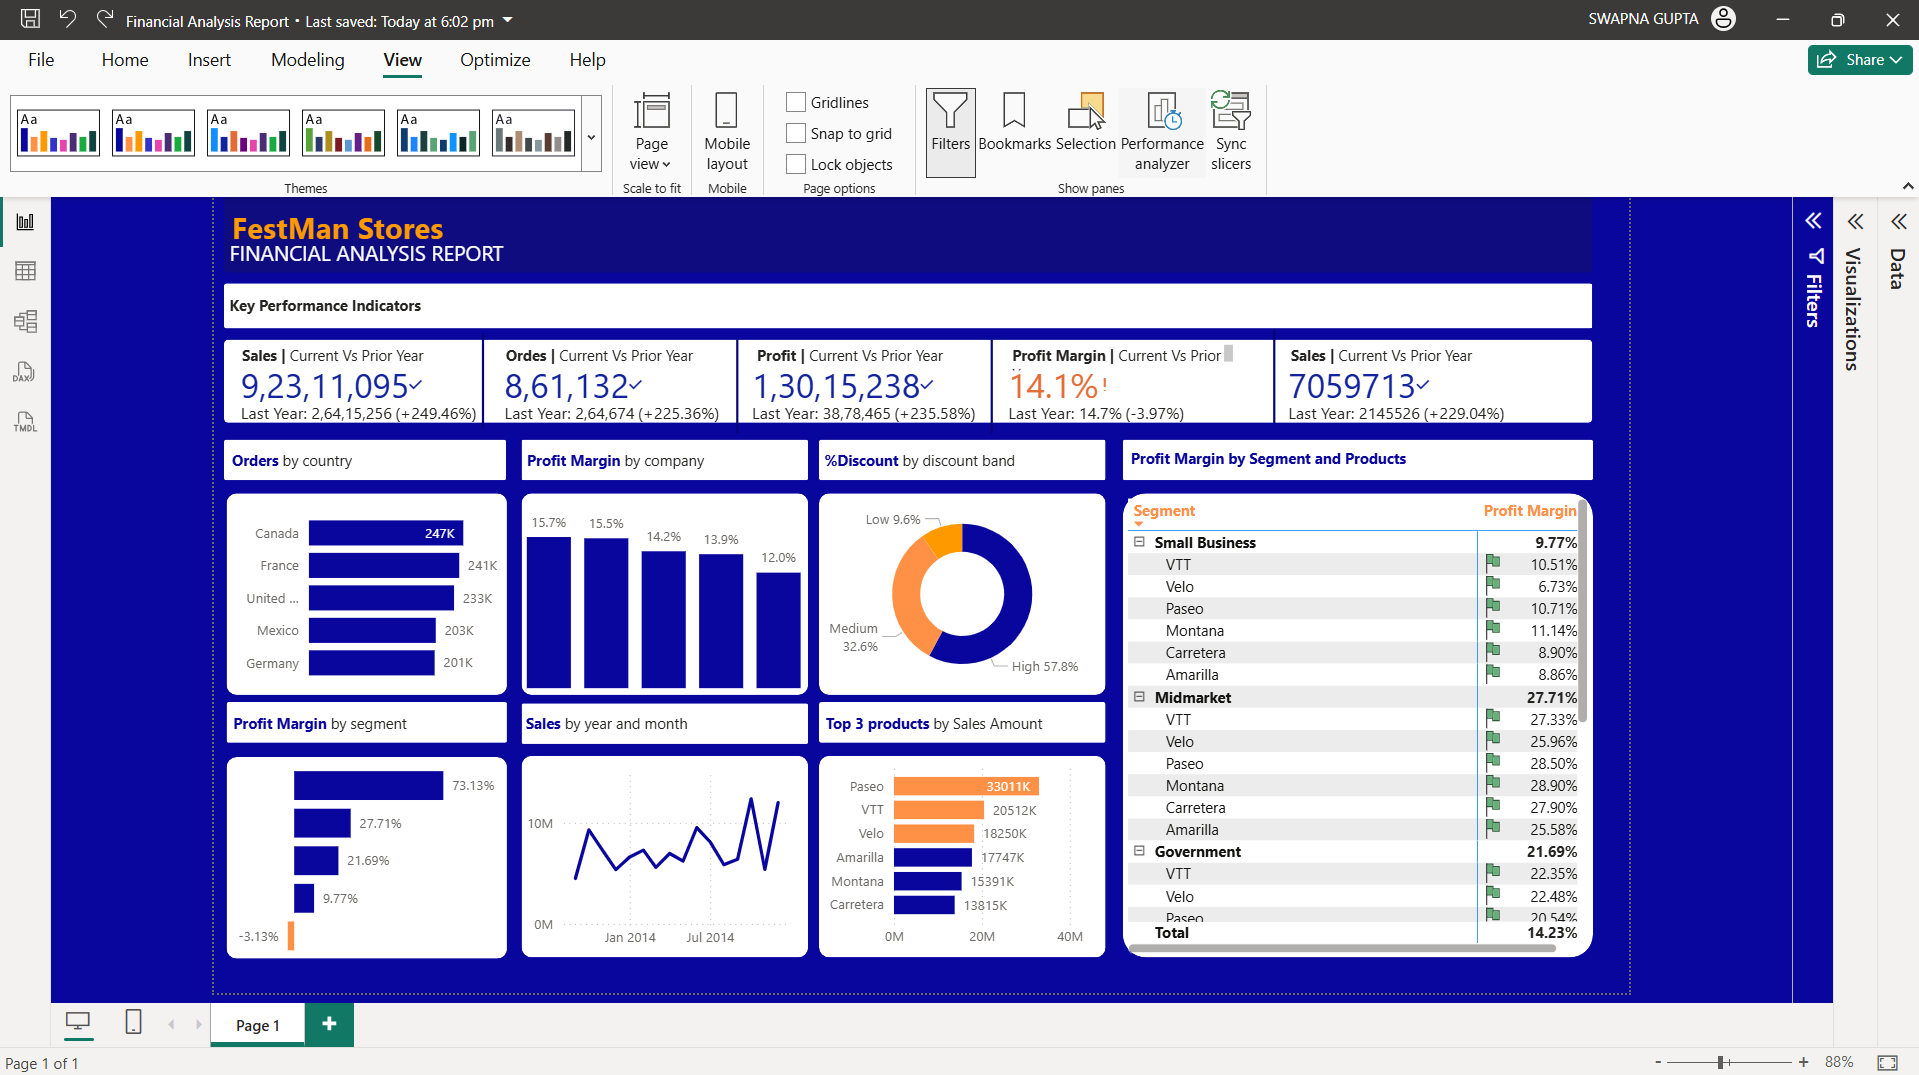 Financial Analysis Report • Last saved: Today at 6:02 pm
SWAPNA GUPTA
File Home Insert Modeling View Optimize Help
Share
Aa Aa Aa Aa Aa Aa
Page view
Mobile layout
Gridlines
Snap to grid
Lock objects
Filters
Bookmarks
Selection
Performance analyzer
Sync slicers
Themes
Scale to fit
Mobile
Page options
Show panes
FestMan Stores
FINANCIAL ANALYSIS REPORT
Key Performance Indicators
Sales | Current Vs Prior Year
9,23,11,095
Last Year: 2,64,15,256 (+249.46%)
Ordes | Current Vs Prior Year
8,61,132
Last Year: 2,64,674 (+225.36%)
Profit | Current Vs Prior Year
1,30,15,238
Last Year: 38,78,465 (+235.58%)
Profit Margin | Current Vs Prior
14.1%!
Last Year: 14.7% (-3.97%)
Sales | Current Vs Prior Year
7059713
Last Year: 2145526 (+229.04%)
Orders by country
Canada 247K
France 241K
United ... 233K
Mexico 203K
Germany 201K
Profit Margin by company
15.7% 15.5% 14.2% 13.9% 12.0%
%Discount by discount band
Low 9.6%
Medium
32.6%
High 57.8%
Profit Margin by segment
73.13%
27.71%
21.69%
9.77%
-3.13%
Sales by year and month
10M
0M
Jan 2014 Jul 2014
Top 3 products by Sales Amount
Paseo 33011K
VTT 20512K
Velo 18250K
Amarilla 17747K
Montana 15391K
Carretera 13815K
0M 20M 40M
Profit Margin by Segment and Products
Segment Profit Margin
Small Business 9.77%
VTT 10.51%
Velo 6.73%
Paseo 10.71%
Montana 11.14%
Carretera 8.90%
Amarilla 8.86%
Midmarket 27.71%
VTT 27.33%
Velo 25.96%
Paseo 28.50%
Montana 28.90%
Carretera 27.90%
Amarilla 25.58%
Government 21.69%
VTT 22.35%
Velo 22.48%
Paseo 20.54%
Total 14.23%
Filters
Visualizations
Data
DAX
TMDL
Page 1
+
Page 1 of 1
- + 88%